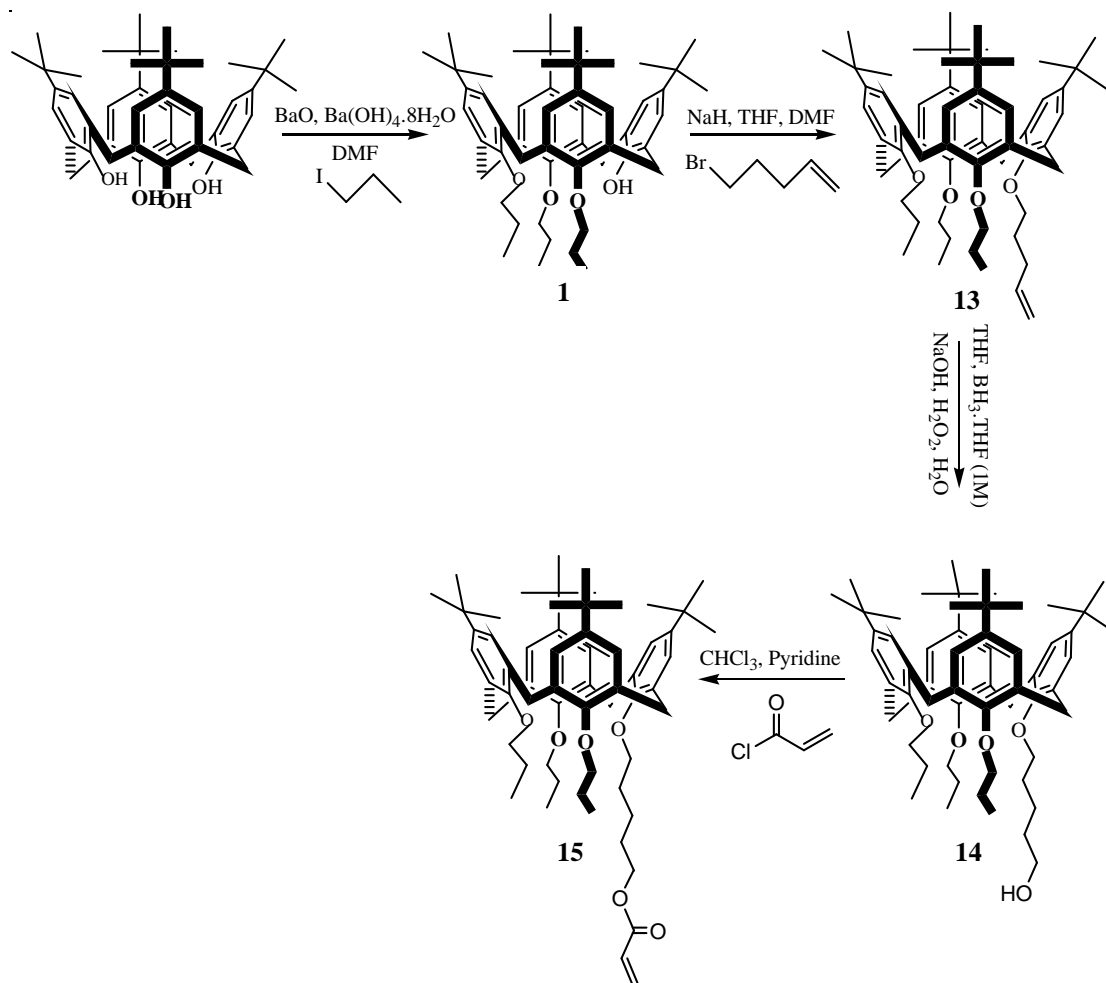 OH
OH
OH
OH
BaO, Ba(OH)4.8H2O
DMF
I
O
O
O
OH
1
NaH, THF, DMF
Br
O
O
O
O
13
THF, BH3.THF (1M)
NaOH, H2O2, H2O
O
O
O
O
O
O
15
CHCl3, Pyridine
O
Cl
O
O
O
O
HO
14